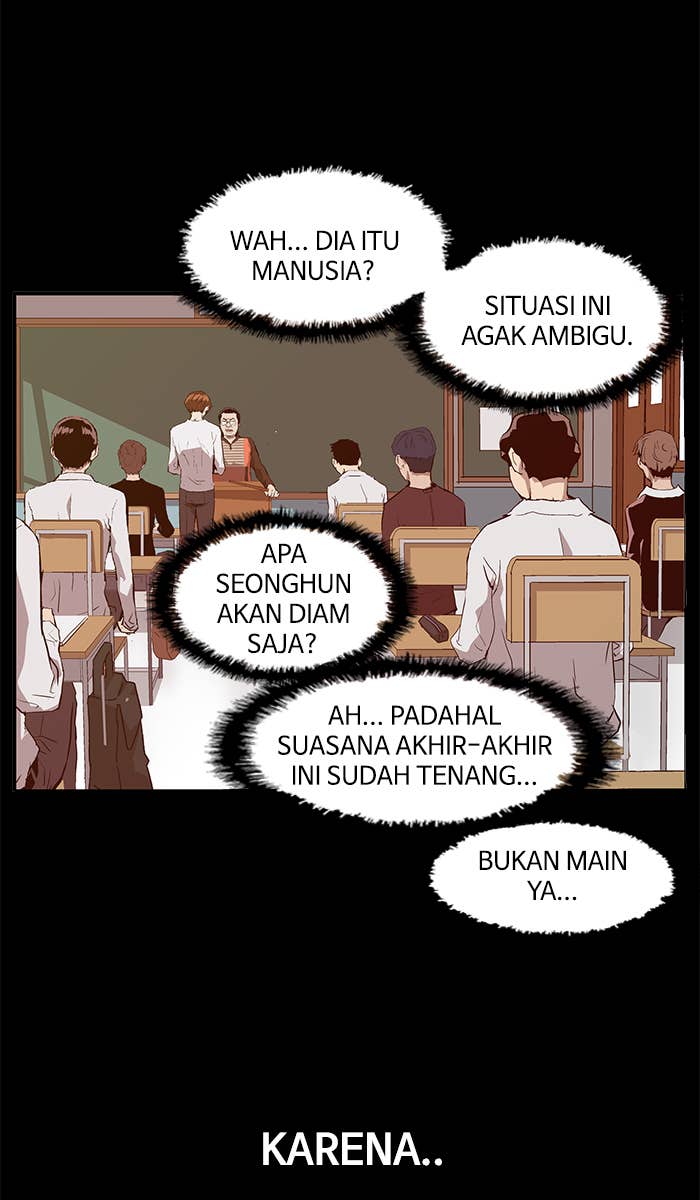 WAH... DIA ITU
MANUSIA?
SITUASI INI
AGAK AMBIGU.
APA
SEONGHUN
AKAN DIAM
SAJA?
AH... PADAHAL
SUASANA AKHIR-AKHIR
INI SUDAH TENANG...
BUKAN MAIN
YA...
KARENA..